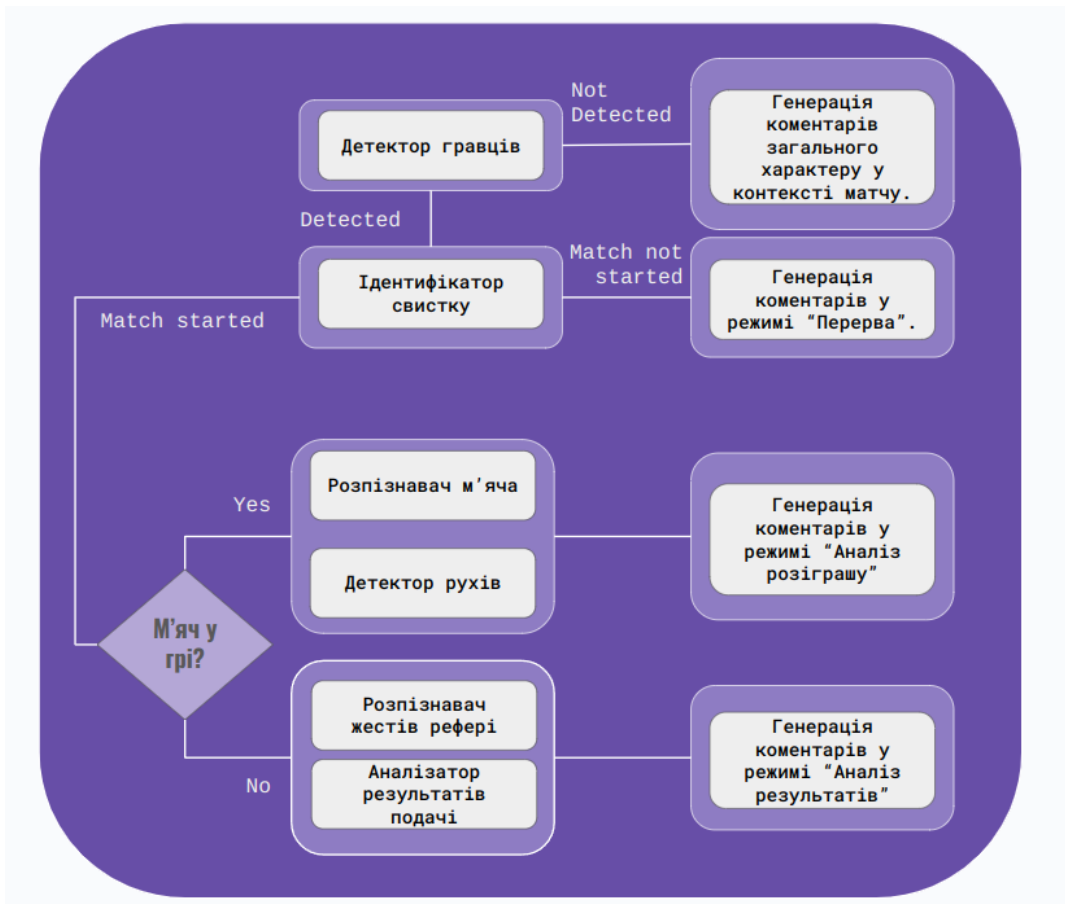 Детектор гравців
Not
Detected
Генерація
коментарів
загального
характеру у
контексті матчу.
Detected
Ідентифікатор
свистку
Match not
started
Генерація
коментарів у
режимі “Перерва”.
Match started
Yes
Розпізнавач м’яча
Детектор рухів
Генерація
коментарів у
режимі “Аналіз
розіграшу”
М’яч у
грі?
No
Розпізнавач
жестів рефері
Аналізатор
результатів
подачі
Генерація
коментарів у
режимі “Аналіз
результатів”